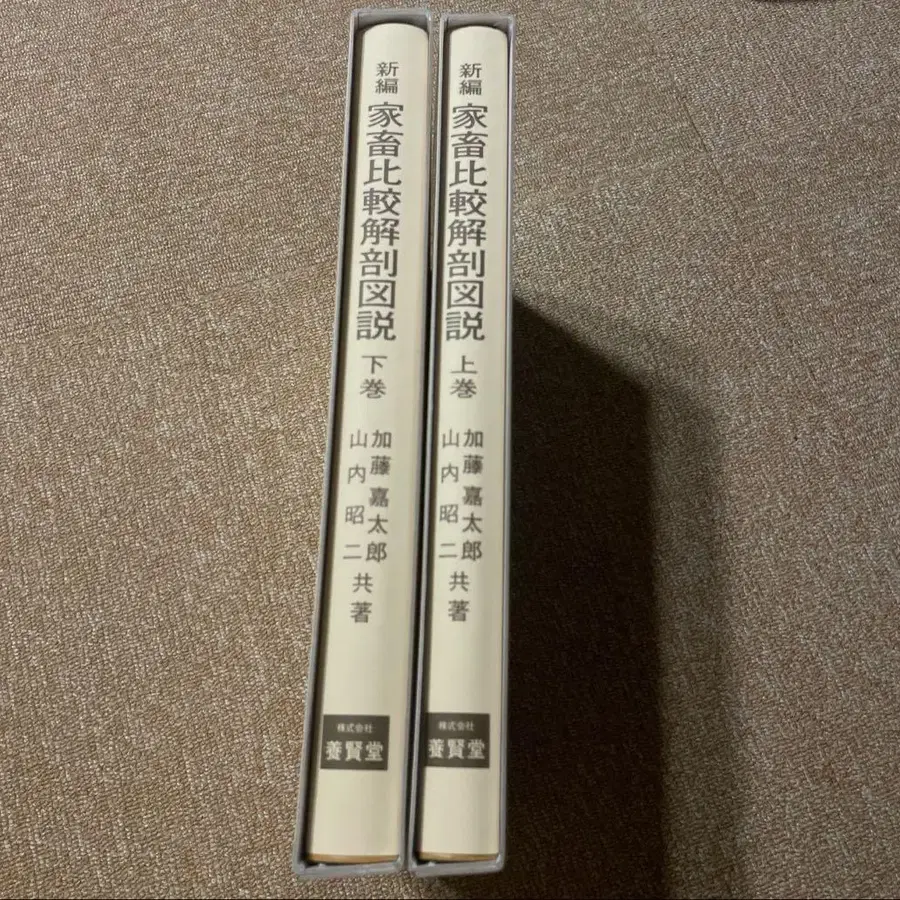 新編
家畜比較解剖図説
上巻
加藤嘉太郎
山内昭二
共著
株式会社
養賢堂
新編
家畜比較解剖図説
下巻
加藤嘉太郎
山内昭二
共著
株式会社
養賢堂